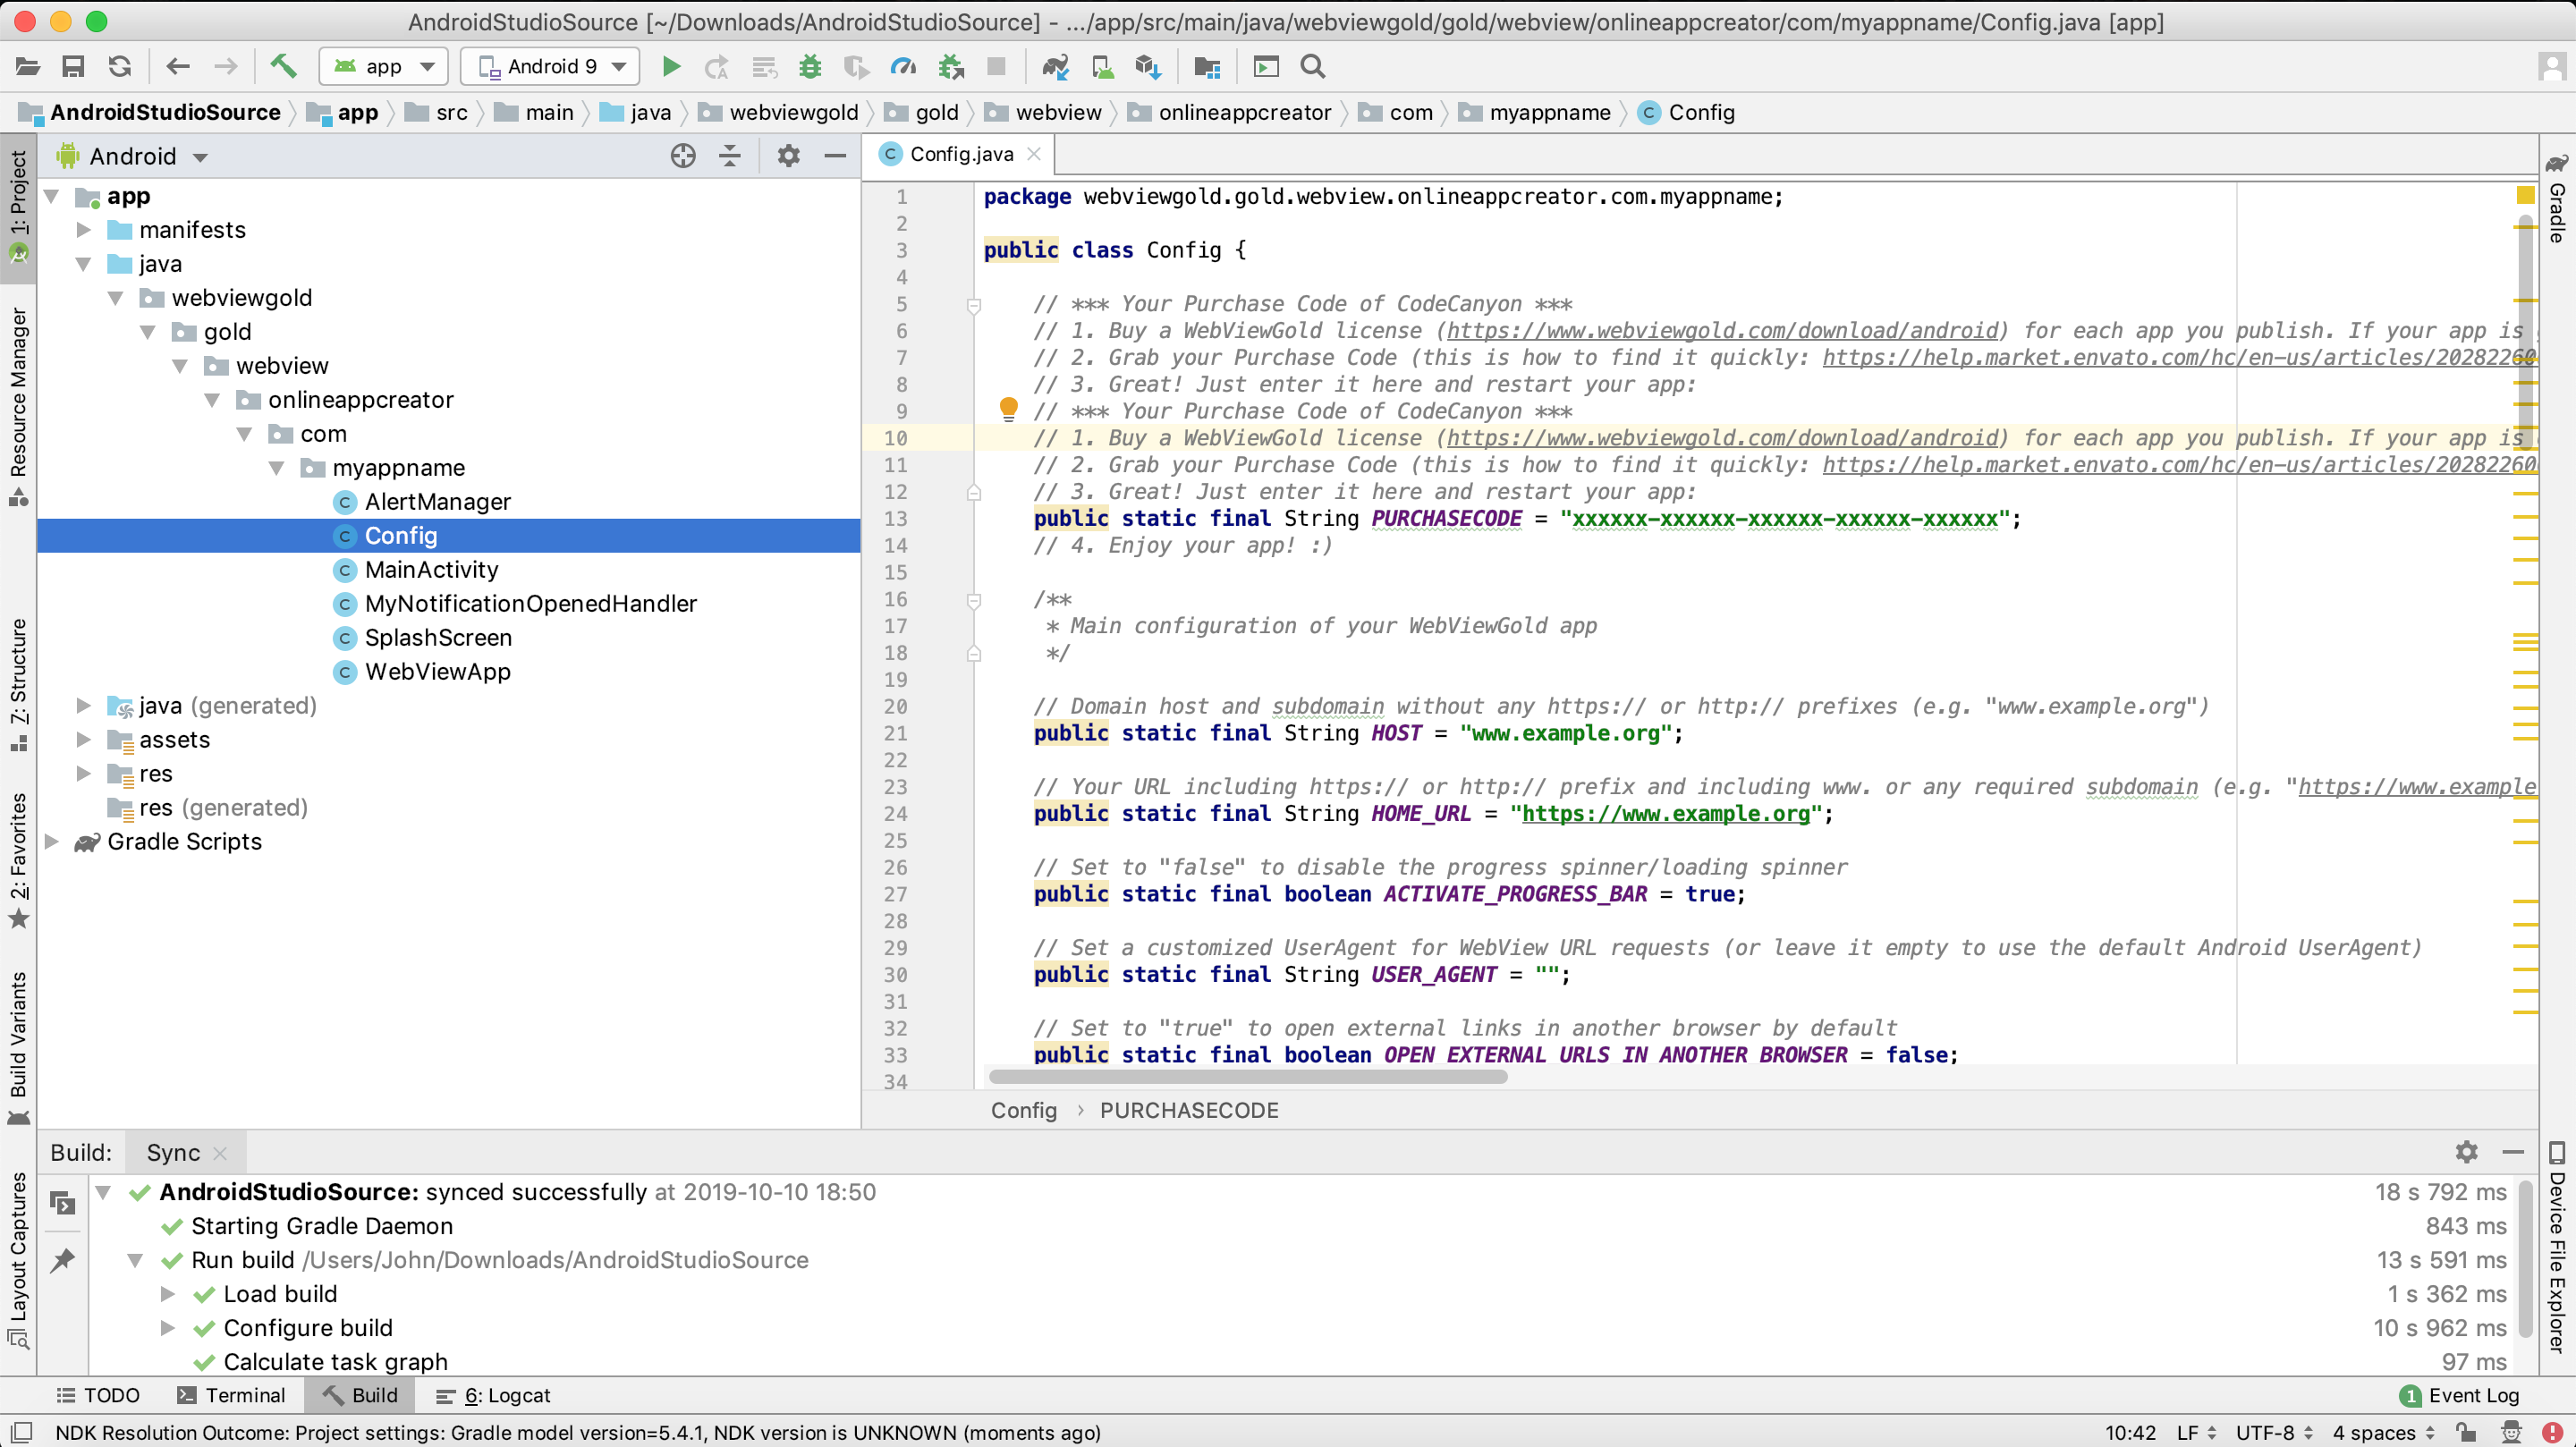 AndroidStudioSource [~/Downloads/AndroidStudioSource] - .../app/src/main/java/webviewgold/gold/webview/onlineappcreator/com/myappname/Config.java [app]
app
Android 9
AndroidStudioSource app src main java webviewgold gold webview onlineappcreator com myappname Config
1: Project
Resource Manager
7: Structure
2: Favorites
Build Variants
Layout Captures
Android
app
manifests
java
webviewgold
gold
webview
onlineappcreator
com
myappname
AlertManager
Config
MainActivity
MyNotificationOpenedHandler
SplashScreen
WebViewApp
java (generated)
assets
res
res (generated)
Gradle Scripts
Config.java
1 package webviewgold.gold.webview.onlineappcreator.com.myappname;
2
3 public class Config {
4
5 // *** Your Purchase Code of CodeCanyon ***
6 // 1. Buy a WebViewGold license (https://www.webviewgold.com/download/android) for each app you publish. If your app is
7 // 2. Grab your Purchase Code (this is how to find it quickly: https://help.market.envato.com/hc/en-us/articles/20282260
8 // 3. Great! Just enter it here and restart your app:
9 // *** Your Purchase Code of CodeCanyon ***
10 // 1. Buy a WebViewGold license (https://www.webviewgold.com/download/android) for each app you publish. If your app is
11 // 2. Grab your Purchase Code (this is how to find it quickly: https://help.market.envato.com/hc/en-us/articles/20282260
12 // 3. Great! Just enter it here and restart your app:
13 public static final String PURCHASECODE = "xxxxxx-xxxxxx-xxxxxx-xxxxxx-xxxxxx";
14 // 4. Enjoy your app! :)
15
16 /**
17 * Main configuration of your WebViewGold app
18 */
19
20 // Domain host and subdomain without any https:// or http:// prefixes (e.g. "www.example.org")
21 public static final String HOST = "www.example.org";
22
23 // Your URL including https:// or http:// prefix and including www. or any required subdomain (e.g. "https://www.example
24 public static final String HOME_URL = "https://www.example.org";
25
26 // Set to "false" to disable the progress spinner/loading spinner
27 public static final boolean ACTIVATE_PROGRESS_BAR = true;
28
29 // Set a customized UserAgent for WebView URL requests (or leave it empty to use the default Android UserAgent)
30 public static final String USER_AGENT = "";
31
32 // Set to "true" to open external links in another browser by default
33 public static final boolean OPEN_EXTERNAL_URLS_IN_ANOTHER_BROWSER = false;
34
Config › PURCHASECODE
Gradle
Device File Explorer
Build: Sync
AndroidStudioSource: synced successfully at 2019-10-10 18:50 18 s 792 ms
Starting Gradle Daemon 843 ms
Run build /Users/John/Downloads/AndroidStudioSource 13 s 591 ms
Load build 1 s 362 ms
Configure build 10 s 962 ms
Calculate task graph 97 ms
TODO Terminal Build 6: Logcat 1 Event Log
NDK Resolution Outcome: Project settings: Gradle model version=5.4.1, NDK version is UNKNOWN (moments ago) 10:42 LF UTF-8 4 spaces